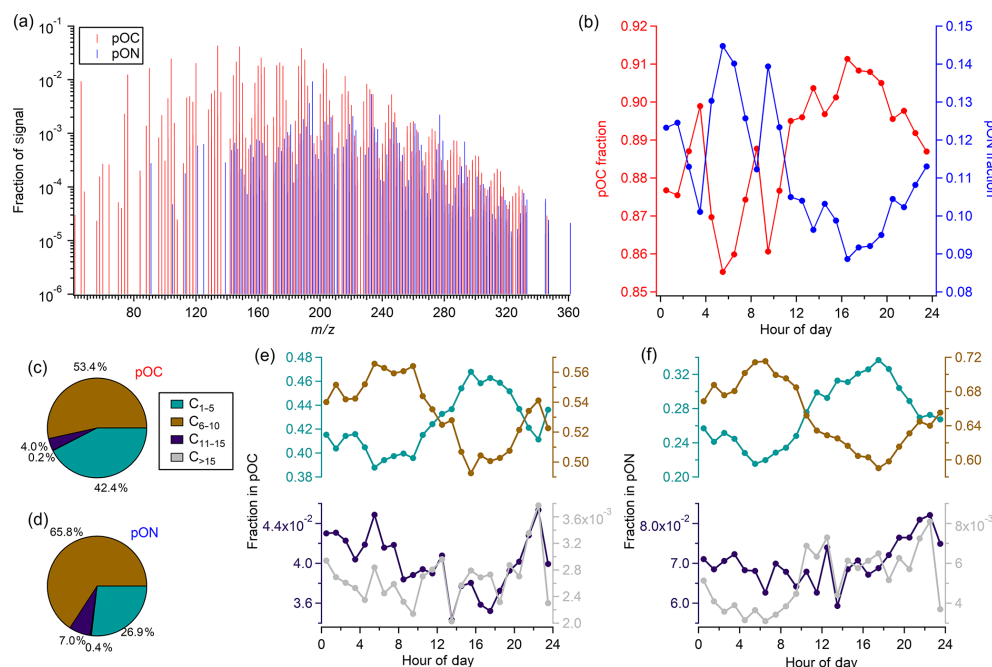 (a)
10⁻¹
10⁻²
10⁻³
10⁻⁴
10⁻⁵
10⁻⁶
Fraction of signal
pOC
pON
80
120
160
200
240
280
320
360
m/z
(b)
0.92
0.91
0.90
0.89
0.88
0.87
0.86
0.85
pOC fraction
0.15
0.14
0.13
0.12
0.11
0.10
0.09
0.08
pON fraction
0 4 8 12 16 20 24
Hour of day
(c)
pOC
53.4%
4.0%
0.2%
42.4%
C₁₋₅
C₆₋₁₀
C₁₁₋₁₅
C>₁₅
(d)
pON
65.8%
7.0%
0.4%
26.9%
(e)
0.48
0.46
0.44
0.42
0.40
0.38
0.56
0.54
0.52
0.50
Fraction in pOC
4.4x10⁻²
4.0
3.6
3.6x10⁻³
3.2
2.8
2.4
2.0
0 4 8 12 16 20 24
Hour of day
(f)
0.32
0.28
0.24
0.20
0.72
0.68
0.64
0.60
Fraction in pON
8.0x10⁻²
7.0
6.0
8x10⁻³
6
4
0 4 8 12 16 20 24
Hour of day